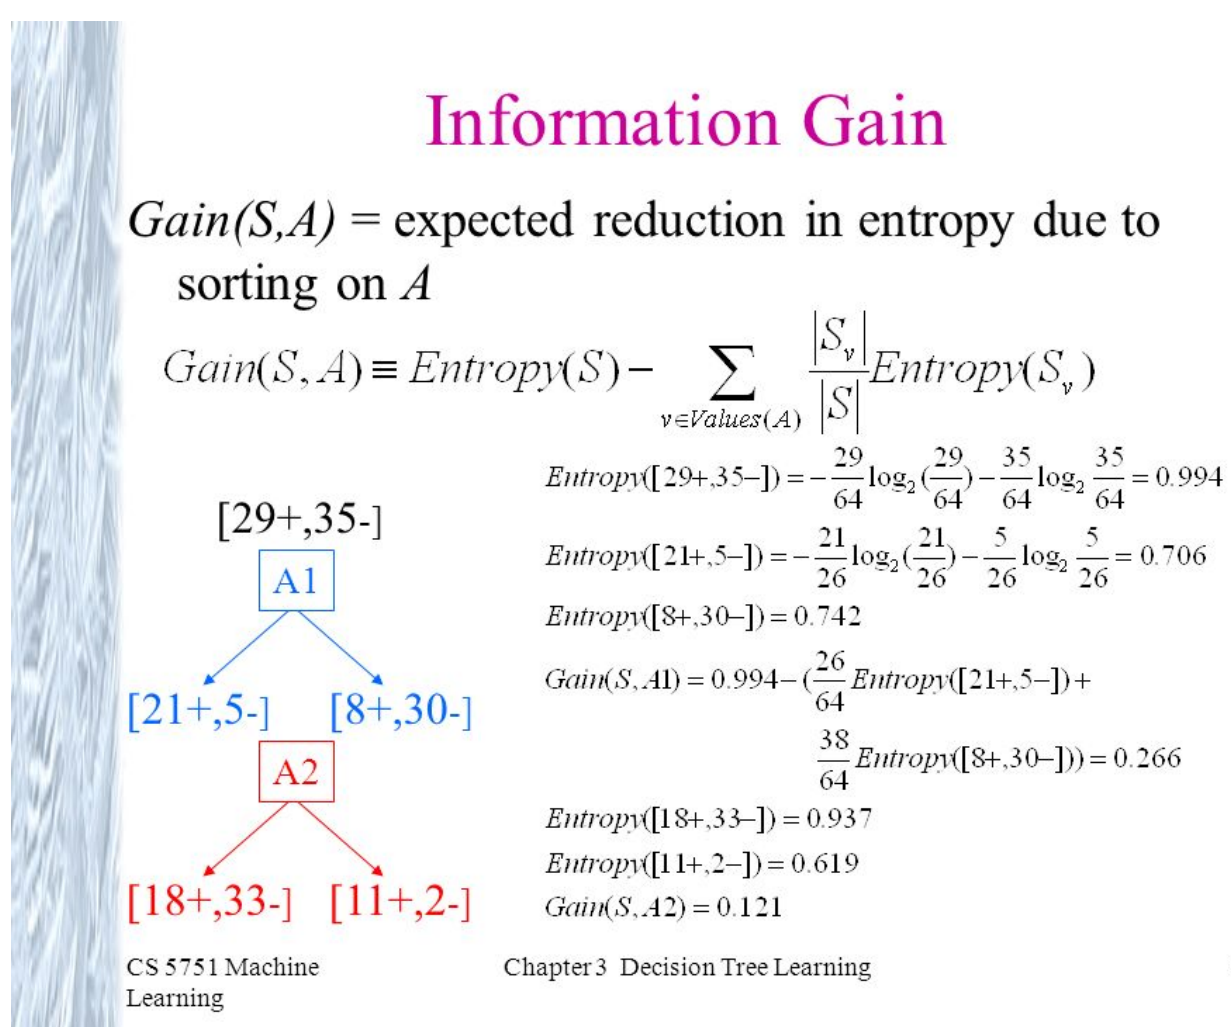 Information Gain
Gain(S,A) = expected reduction in entropy due to
sorting on A
Gain(S, A) ≡ Entropy(S) − ∑_{v∈Values(A)} |S_v|/|S| Entropy(S_v)
[29+,35-]
A1
[21+,5-] [8+,30-]
A2
[18+,33-] [11+,2-]
Entropy([29+,35−]) = −29/64 log₂(29/64) − 35/64 log₂ 35/64 = 0.994
Entropy([21+,5−]) = −21/26 log₂(21/26) − 5/26 log₂ 5/26 = 0.706
Entropy([8+,30−]) = 0.742
Gain(S, A1) = 0.994 − (26/64 Entropy([21+,5−]) +
38/64 Entropy([8+,30−])) = 0.266
Entropy([18+,33−]) = 0.937
Entropy([11+,2−]) = 0.619
Gain(S, A2) = 0.121
CS 5751 Machine
Learning
Chapter 3 Decision Tree Learning